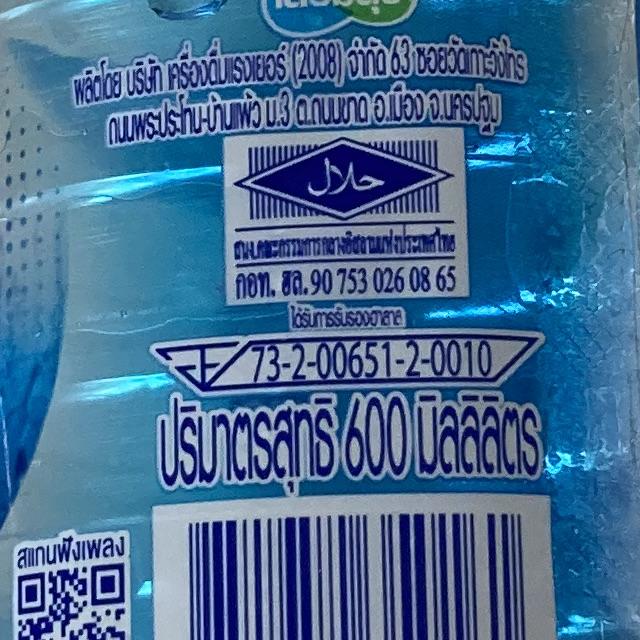 ผลิตโดย บริษัท เครื่องดื่มแรงเยอร์ (2008) จำกัด 63 ซอยวัดเกาะวังไทร
ถนนพระประโทน-บ้านแพ้ว ม.3 ต.ถนนขาด อ.เมือง จ.นครปฐม
حلال
สนง.คณะกรรมการกลางอิสลามแห่งประเทศไทย
กอท. ฮล. 90 753 026 08 65
ได้รับการรับรองฮาลาล
73-2-00651-2-0010
ปริมาตรสุทธิ 600 มิลลิลิตร
สแกนฟังเพลง